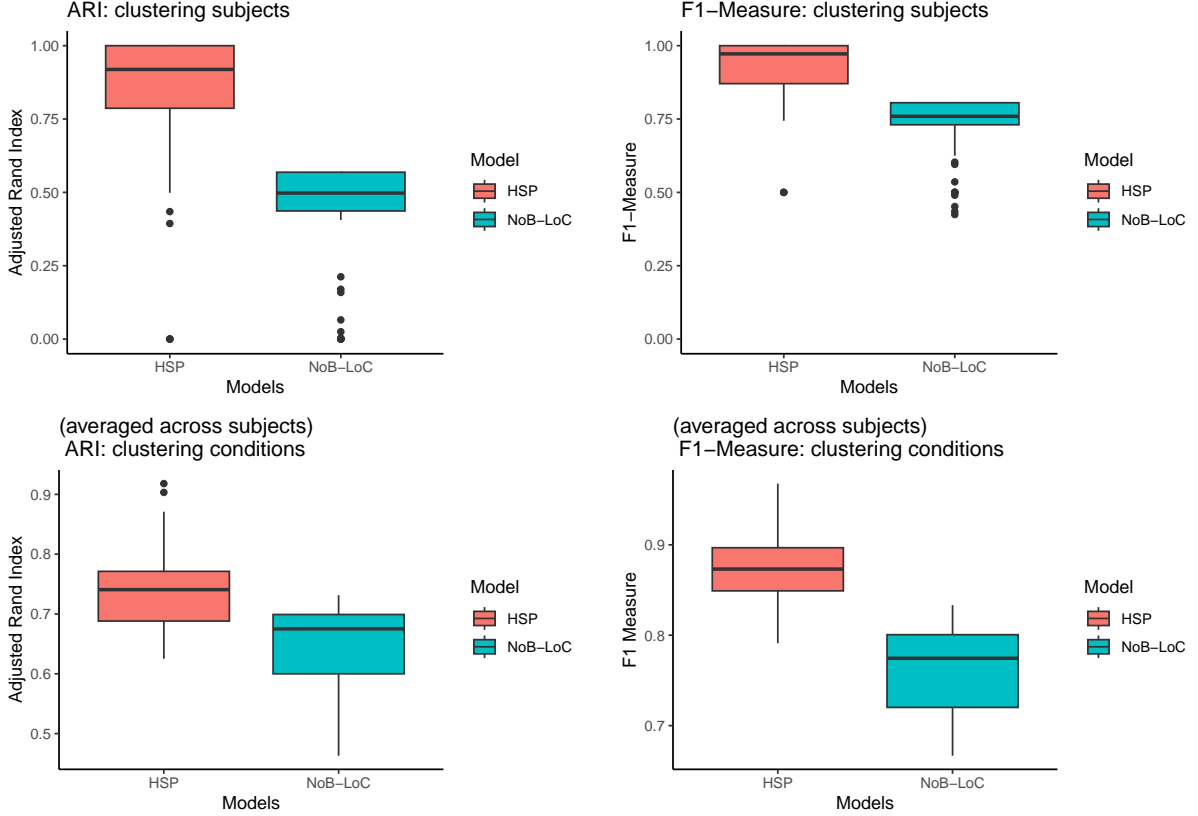 ARI: clustering subjects
Adjusted Rand Index
1.00
0.75
0.50
0.25
0.00
HSP
NoB−LoC
Models
Model
HSP
NoB−LoC
F1−Measure: clustering subjects
F1−Measure
1.00
0.75
0.50
0.25
0.00
HSP
NoB−LoC
Models
Model
HSP
NoB−LoC
(averaged across subjects)
ARI: clustering conditions
Adjusted Rand Index
0.9
0.8
0.7
0.6
0.5
HSP
NoB−LoC
Models
Model
HSP
NoB−LoC
(averaged across subjects)
F1−Measure: clustering conditions
F1 Measure
0.9
0.8
0.7
HSP
NoB−LoC
Models
Model
HSP
NoB−LoC